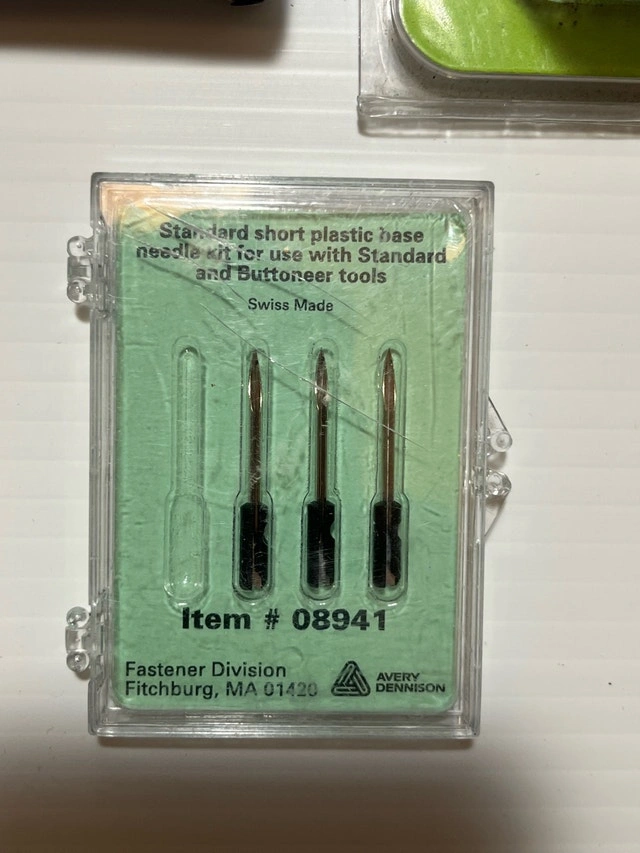 Standard short plastic base
needle kit for use with Standard
and Buttoneer tools
Swiss Made
Item # 08941
Fastener Division
Fitchburg, MA 01420
AVERY
DENNISON